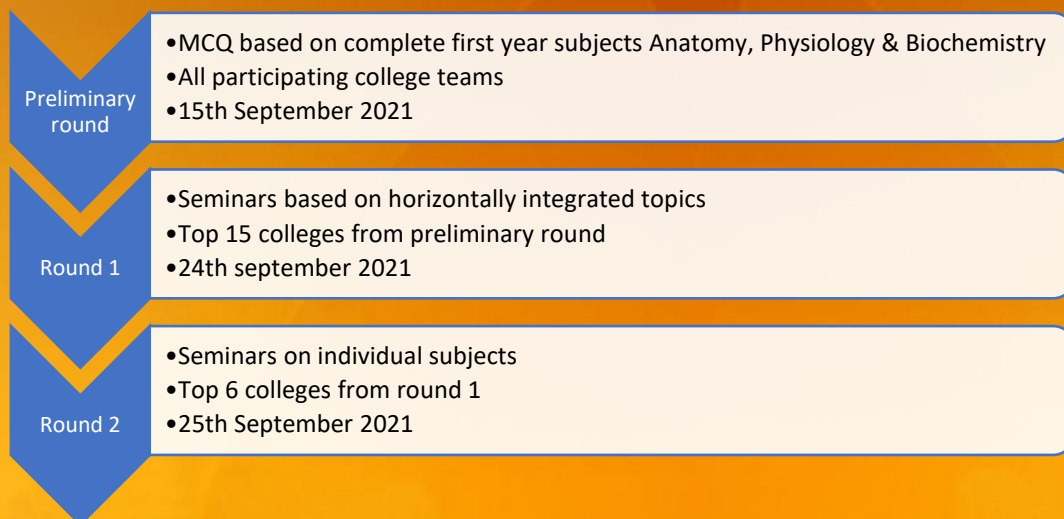 Preliminary
round
•MCQ based on complete first year subjects Anatomy, Physiology & Biochemistry
•All participating college teams
•15th September 2021
Round 1
•Seminars based on horizontally integrated topics
•Top 15 colleges from preliminary round
•24th september 2021
Round 2
•Seminars on individual subjects
•Top 6 colleges from round 1
•25th September 2021